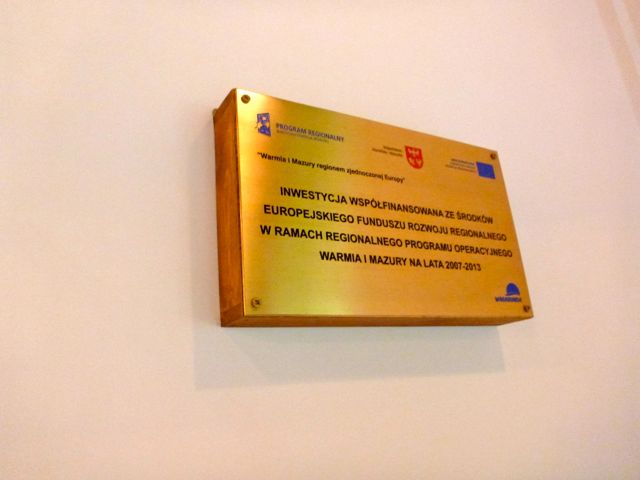 PROGRAM REGIONALNY
"Warmia i Mazury regionem zjednoczonej Europy"
INWESTYCJA WSPÓŁFINANSOWANA ZE ŚRODKÓW
EUROPEJSKIEGO FUNDUSZU ROZWOJU REGIONALNEGO
W RAMACH REGIONALNEGO PROGRAMU OPERACYJNEGO
WARMIA I MAZURY NA LATA 2007-2013